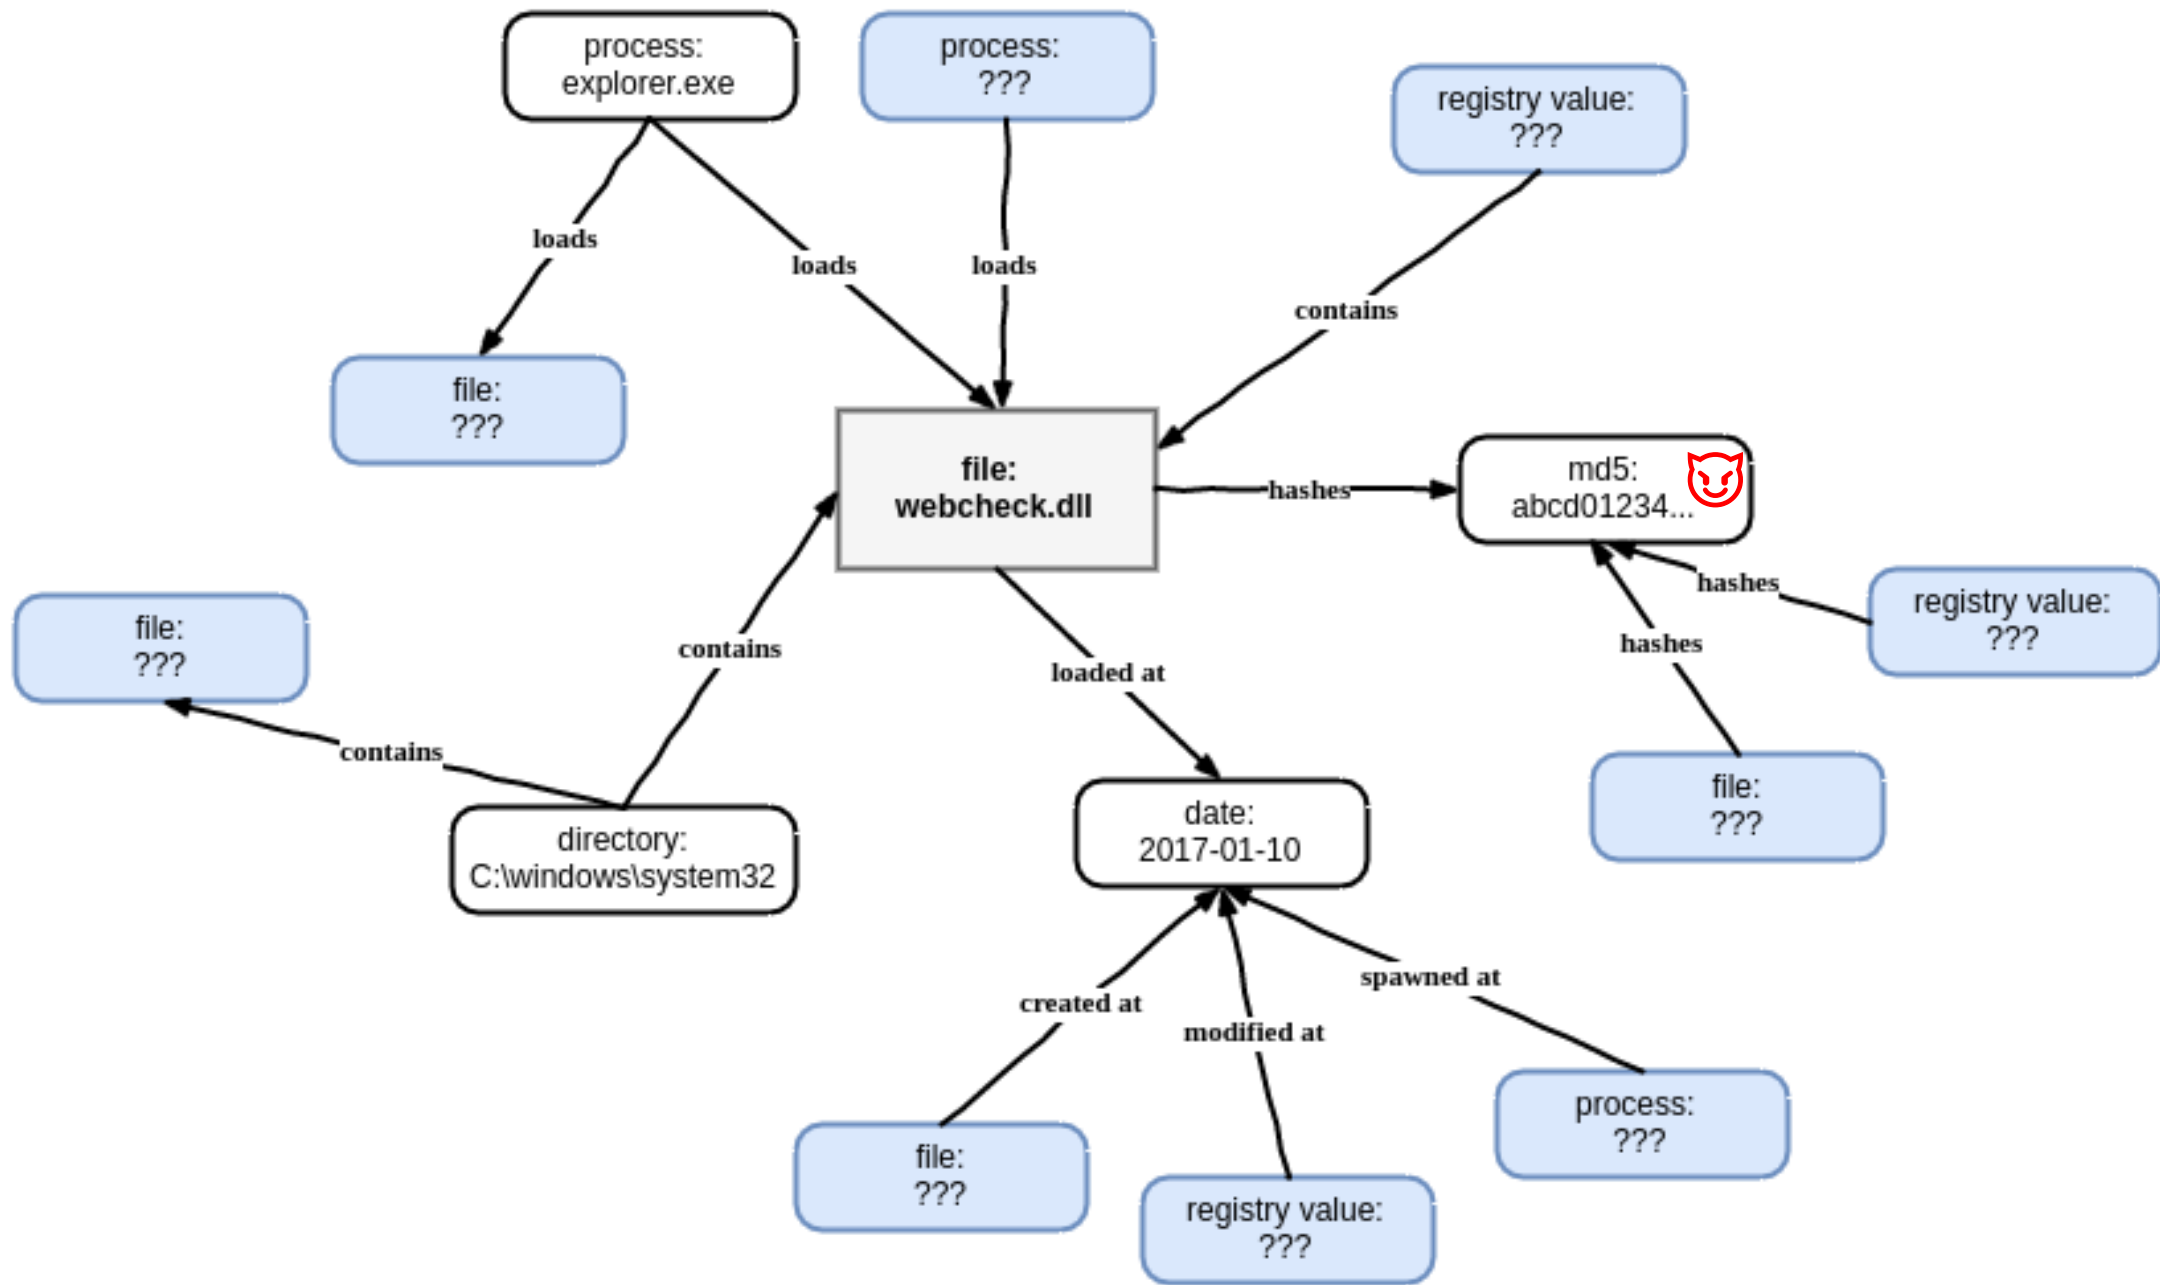 process:
explorer.exe
process:
???
registry value:
???
loads
loads
loads
contains
file:
???
file:
webcheck.dll
hashes
md5:
abcd01234...
hashes
registry value:
???
file:
???
contains
contains
loaded at
hashes
directory:
C:\windows\system32
date:
2017-01-10
file:
???
created at
modified at
spawned at
file:
???
registry value:
???
process:
???